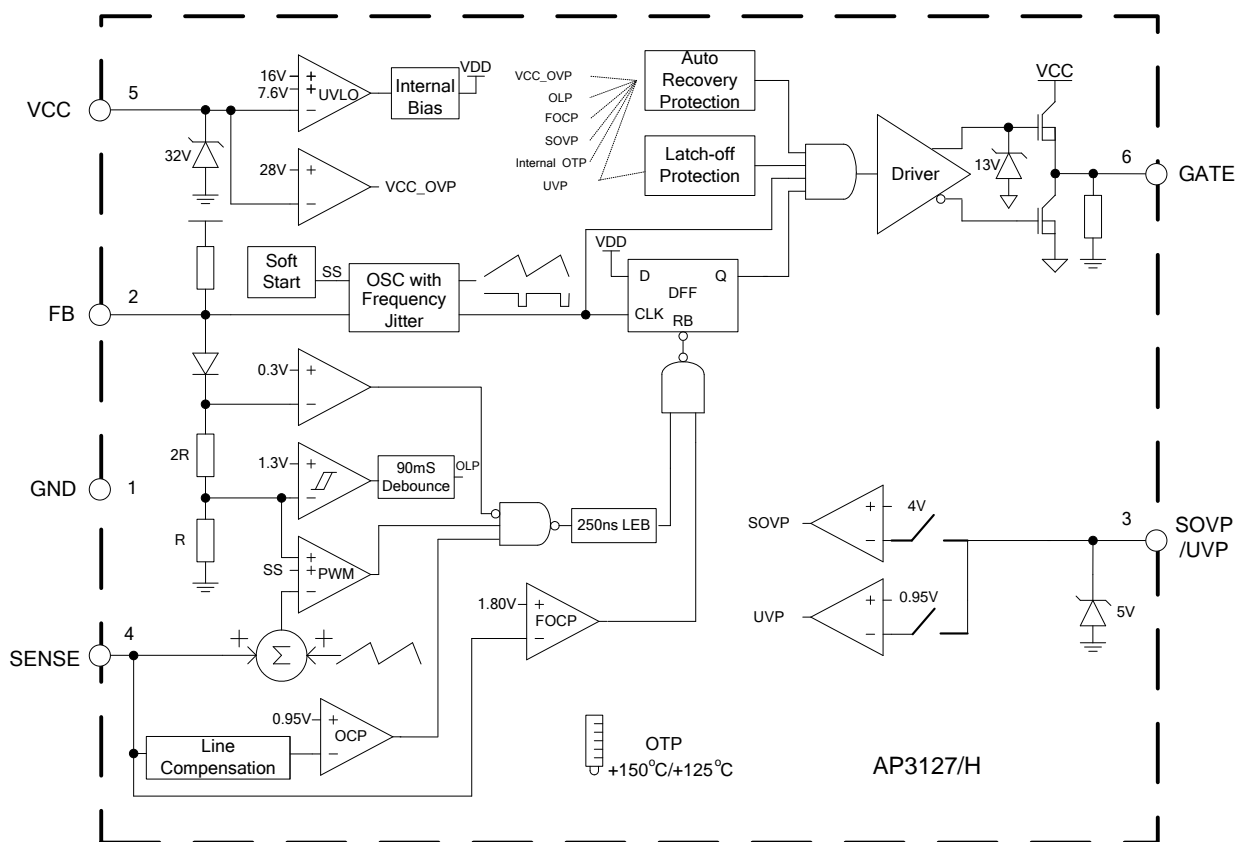 VCC
5
16V
+
7.6V
+
−
UVLO
Internal
Bias
VDD
32V
28V
+
−
VCC_OVP
VCC_OVP
OLP
FOCP
SOVP
Internal OTP
UVP
Auto
Recovery
Protection
Latch-off
Protection
Driver
VCC
13V
6
GATE
FB
2
Soft
Start
SS
OSC with
Frequency
Jitter
VDD
D
Q
DFF
CLK
RB
0.3V
+
−
2R
1.3V
+
−
90mS
Debounce
OLP
GND
1
R
SS
+
+
−
PWM
250ns LEB
SOVP
+
−
4V
3
SOVP
/UVP
UVP
+
−
0.95V
5V
1.80V
+
−
FOCP
SENSE
4
+
Σ
+
0.95V
+
−
OCP
Line
Compensation
OTP
+150°C/+125°C
AP3127/H